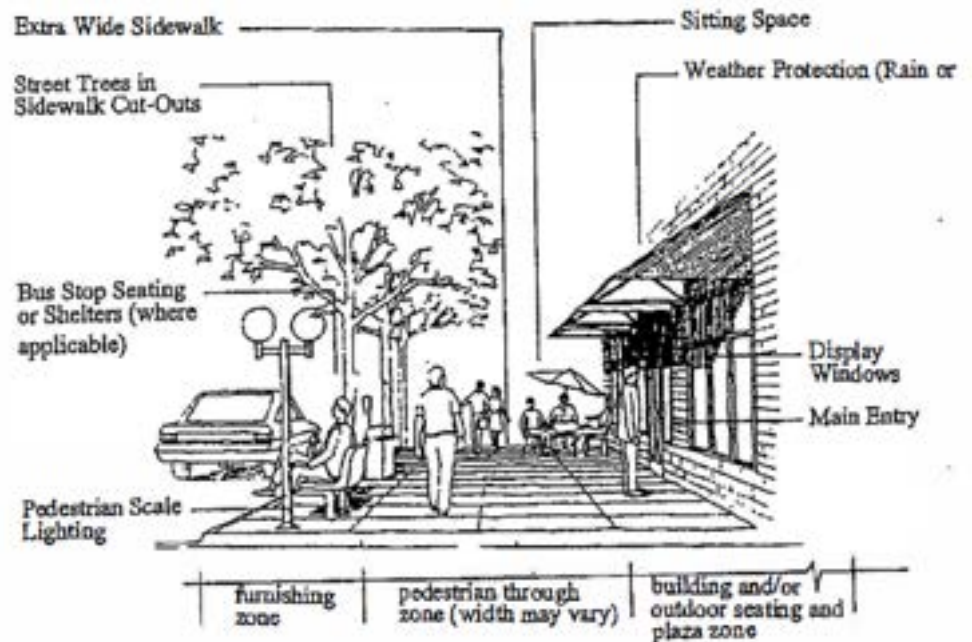 Extra Wide Sidewalk
Sitting Space
Street Trees in
Sidewalk Cut-Outs
Weather Protection (Rain or
Bus Stop Seating
or Shelters (where
applicable)
Display
Windows
Main Entry
Pedestrian Scale
Lighting
furnishing
zone
pedestrian through
zone (width may vary)
building and/or
outdoor seating and
plaza zone